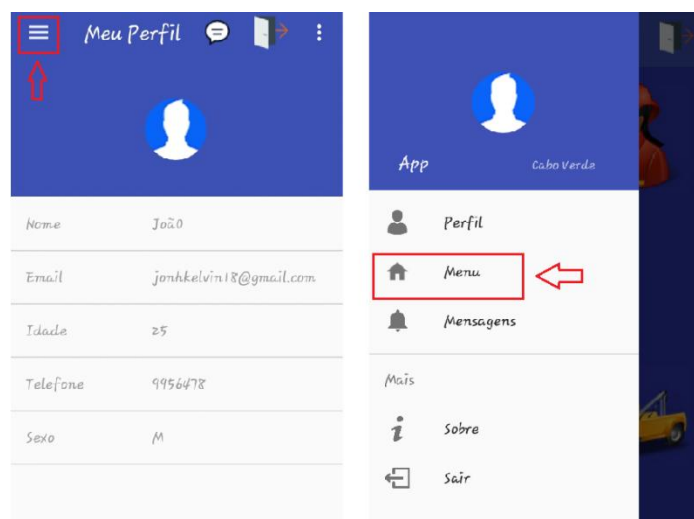 Meu Perfil
Nome João
Email jonhkelvin18@gmail.com
Idade 25
Telefone 9956478
Sexo M
App Cabo Verde
Perfil
Menu
Mensagens
Mais
Sobre
Sair